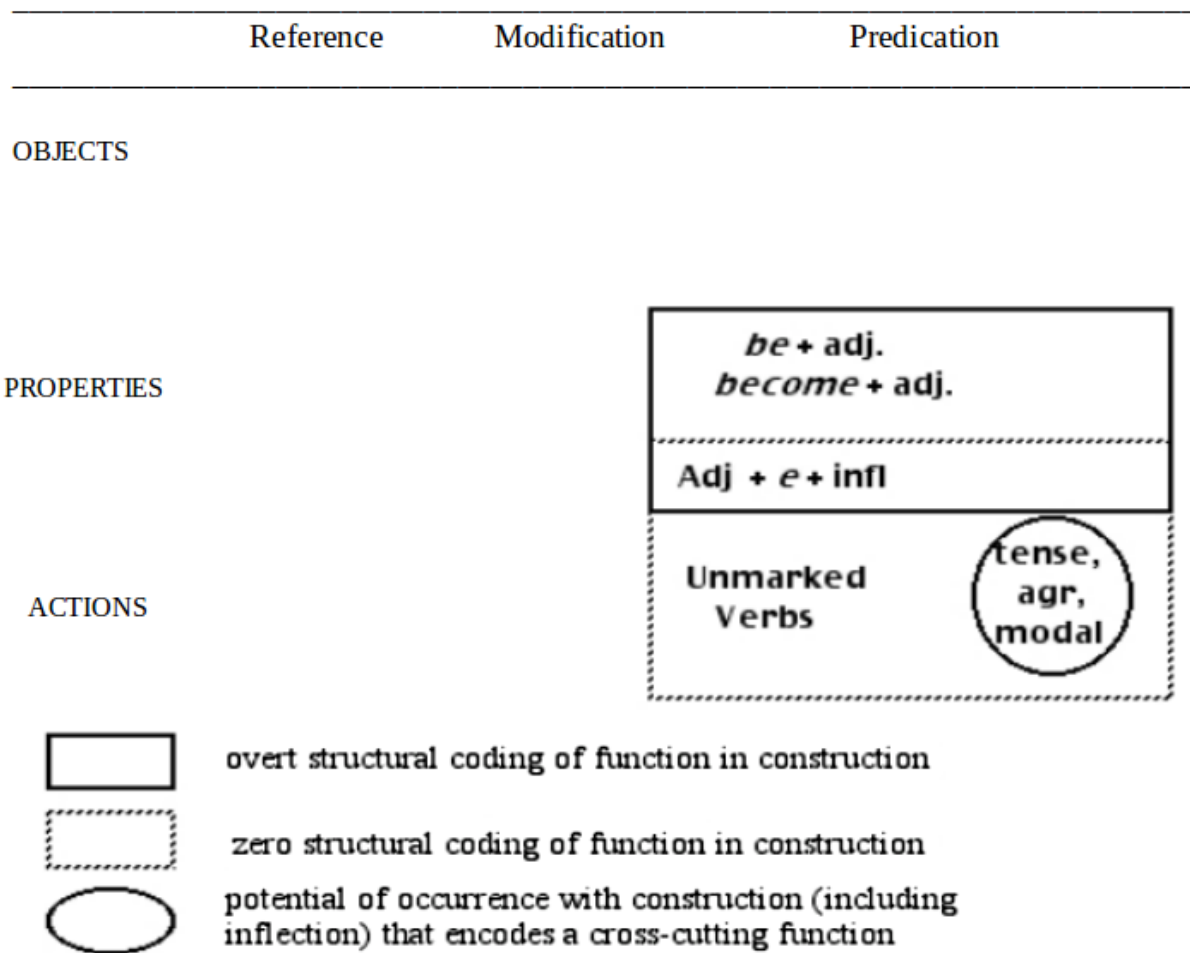 Reference Modification Predication
OBJECTS
PROPERTIES
be + adj.
become + adj.
Adj + e + infl
ACTIONS
Unmarked
Verbs
tense,
agr,
modal
overt structural coding of function in construction
zero structural coding of function in construction
potential of occurrence with construction (including
inflection) that encodes a cross-cutting function